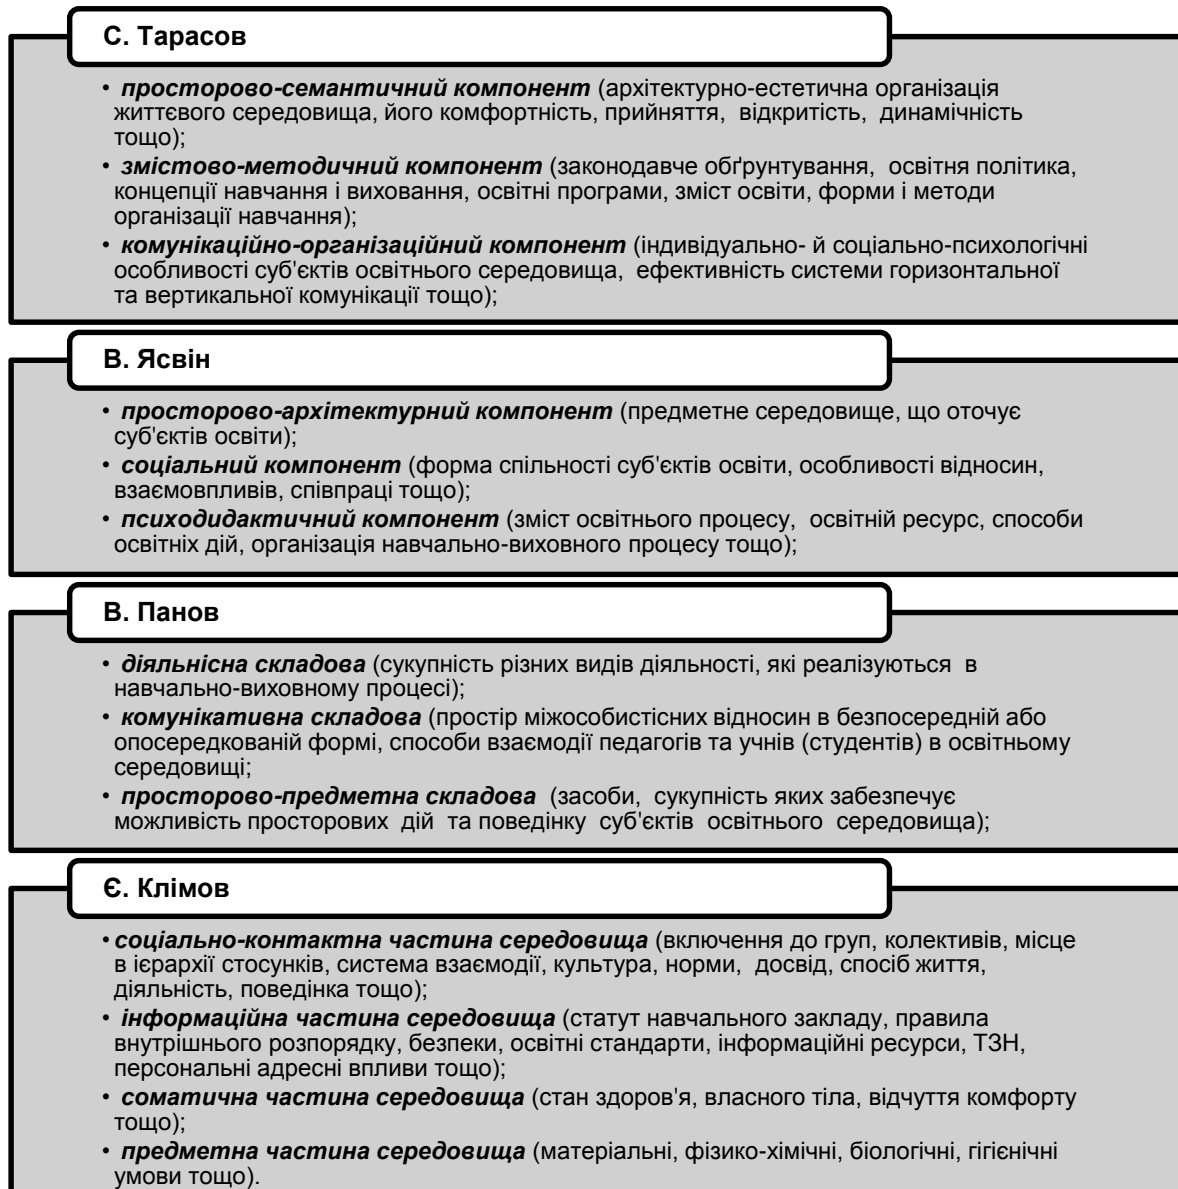 С. Тарасов
• просторово-семантичний компонент (архітектурно-естетична організація
життєвого середовища, його комфортність, прийняття, відкритість, динамічність
тощо);
• змістово-методичний компонент (законодавче обґрунтування, освітня політика,
концепції навчання і виховання, освітні програми, зміст освіти, форми і методи
організації навчання);
• комунікаційно-організаційний компонент (індивідуально- й соціально-психологічні
особливості суб'єктів освітнього середовища, ефективність системи горизонтальної
та вертикальної комунікації тощо);
В. Ясвін
• просторово-архітектурний компонент (предметне середовище, що оточує
суб'єктів освіти);
• соціальний компонент (форма спільності суб'єктів освіти, особливості відносин,
взаємовпливів, співпраці тощо);
• психодидактичний компонент (зміст освітнього процесу, освітній ресурс, способи
освітніх дій, організація навчально-виховного процесу тощо);
В. Панов
• діяльнісна складова (сукупність різних видів діяльності, які реалізуються в
навчально-виховному процесі);
• комунікативна складова (простір міжособистісних відносин в безпосередній або
опосередкованій формі, способи взаємодії педагогів та учнів (студентів) в освітньому
середовищі;
• просторово-предметна складова (засоби, сукупність яких забезпечує
можливість просторових дій та поведінку суб'єктів освітнього середовища);
Є. Клімов
• соціально-контактна частина середовища (включення до груп, колективів, місце
в ієрархії стосунків, система взаємодії, культура, норми, досвід, спосіб життя,
діяльність, поведінка тощо);
• інформаційна частина середовища (статут навчального закладу, правила
внутрішнього розпорядку, безпеки, освітні стандарти, інформаційні ресурси, ТЗН,
персональні адресні впливи тощо);
• соматична частина середовища (стан здоров'я, власного тіла, відчуття комфорту
тощо);
• предметна частина середовища (матеріальні, фізико-хімічні, біологічні, гігієнічні
умови тощо).